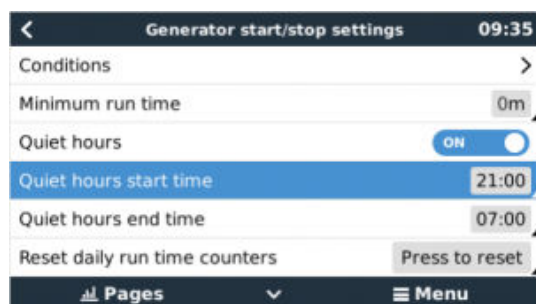 Generator start/stop settings 09:35
Conditions
Minimum run time 0m
Quiet hours ON
Quiet hours start time 21:00
Quiet hours end time 07:00
Reset daily run time counters Press to reset
Pages Menu